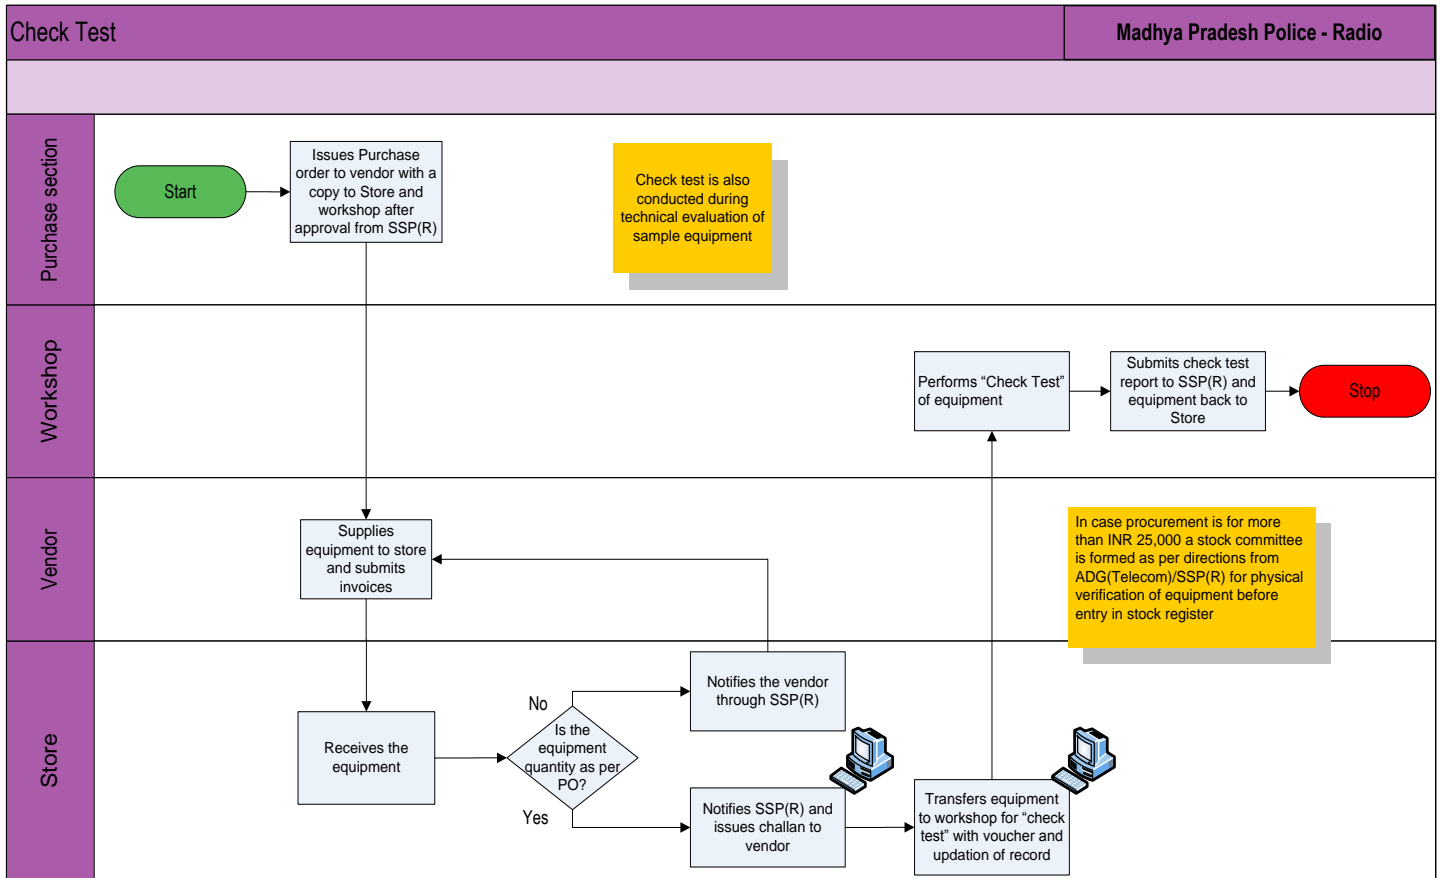 Check Test
Madhya Pradesh Police - Radio
Purchase section
Start
Issues Purchase
order to vendor with a
copy to Store and
workshop after
approval from SSP(R)
Check test is also
conducted during
technical evaluation of
sample equipment
Workshop
Performs “Check Test”
of equipment
Submits check test
report to SSP(R) and
equipment back to
Store
Stop
Vendor
Supplies
equipment to store
and submits
invoices
In case procurement is for more
than INR 25,000 a stock committee
is formed as per directions from
ADG(Telecom)/SSP(R) for physical
verification of equipment before
entry in stock register
Store
Receives the
equipment
Is the
equipment
quantity as per
PO?
No
Notifies the vendor
through SSP(R)
Yes
Notifies SSP(R) and
issues challan to
vendor
Transfers equipment
to workshop for “check
test” with voucher and
updation of record